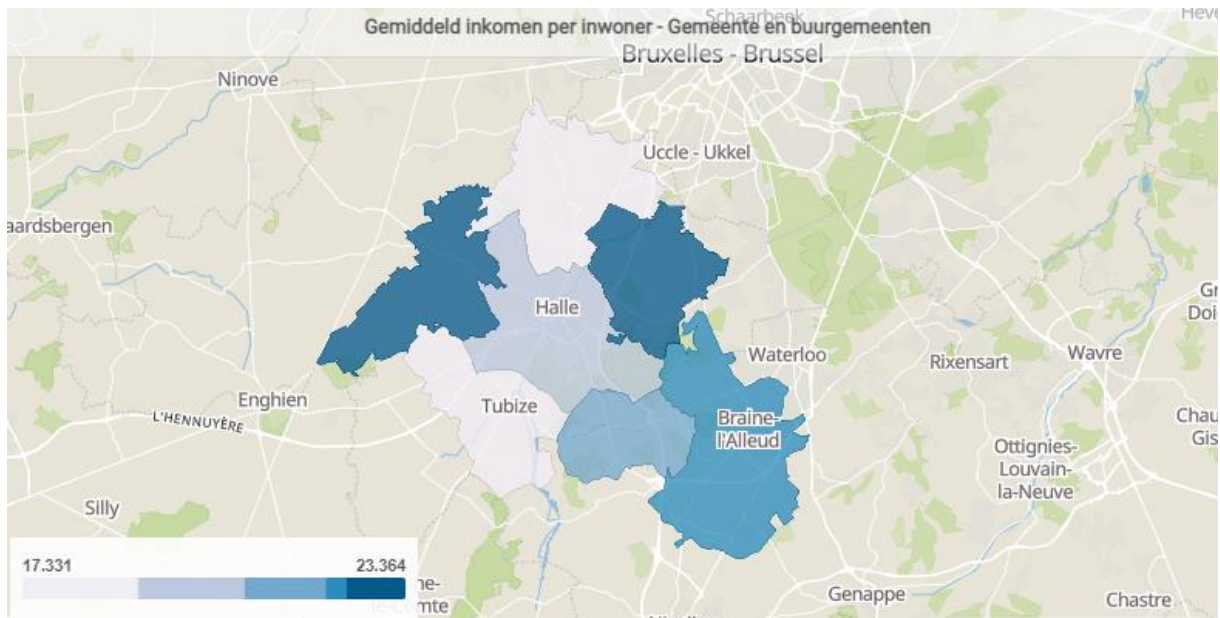 Schaarbeek
Gemiddeld inkomen per inwoner - Gemeente en buurgemeenten
Bruxelles - Brussel
Ninove
Uccle - Ukkel
aardsbergen
Halle
Waterloo
Rixensart
Wavre
Enghien
L'HENNUYÈRE
Tubize
Braine-
l'Alleud
Ottignies-
Louvain-
la-Neuve
Silly
17.331 23.364
Genappe
Chastre